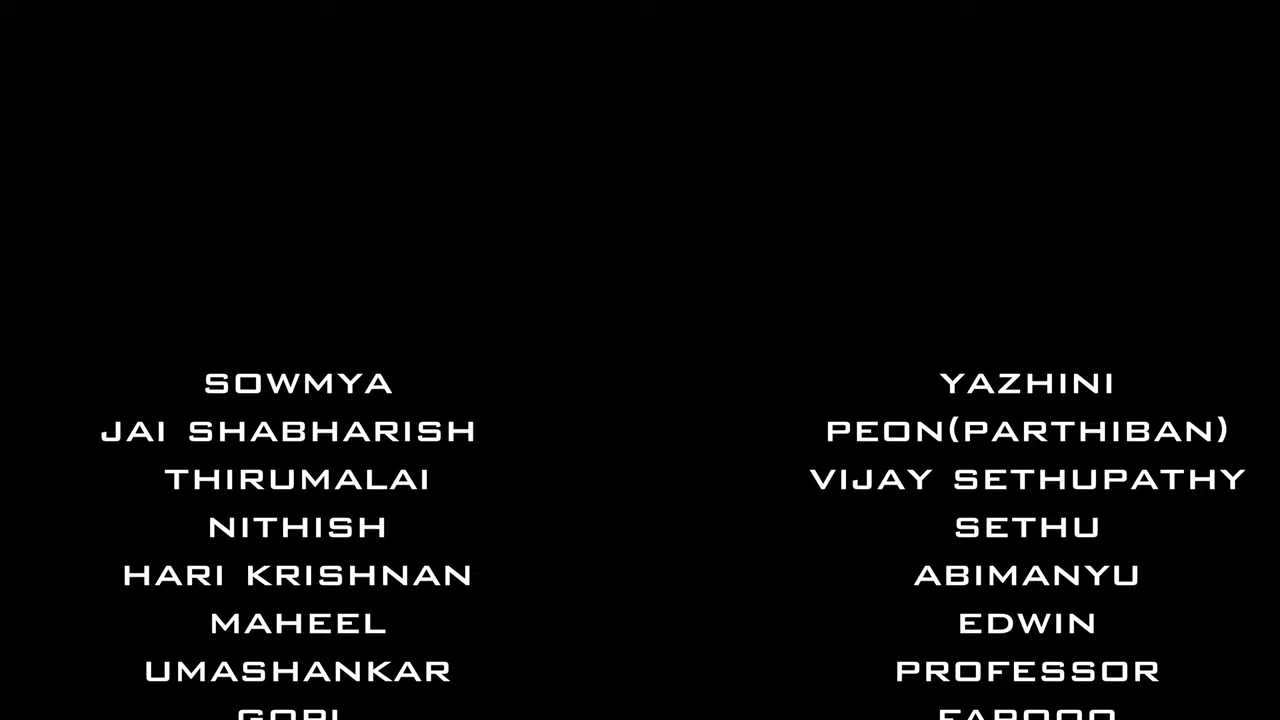 SOWMYA YAZHINI
JAI SHABHARISH PEON(PARTHIBAN)
THIRUMALAI VIJAY SETHUPATHY
NITHISH SETHU
HARI KRISHNAN ABIMANYU
MAHEEL EDWIN
UMASHANKAR PROFESSOR